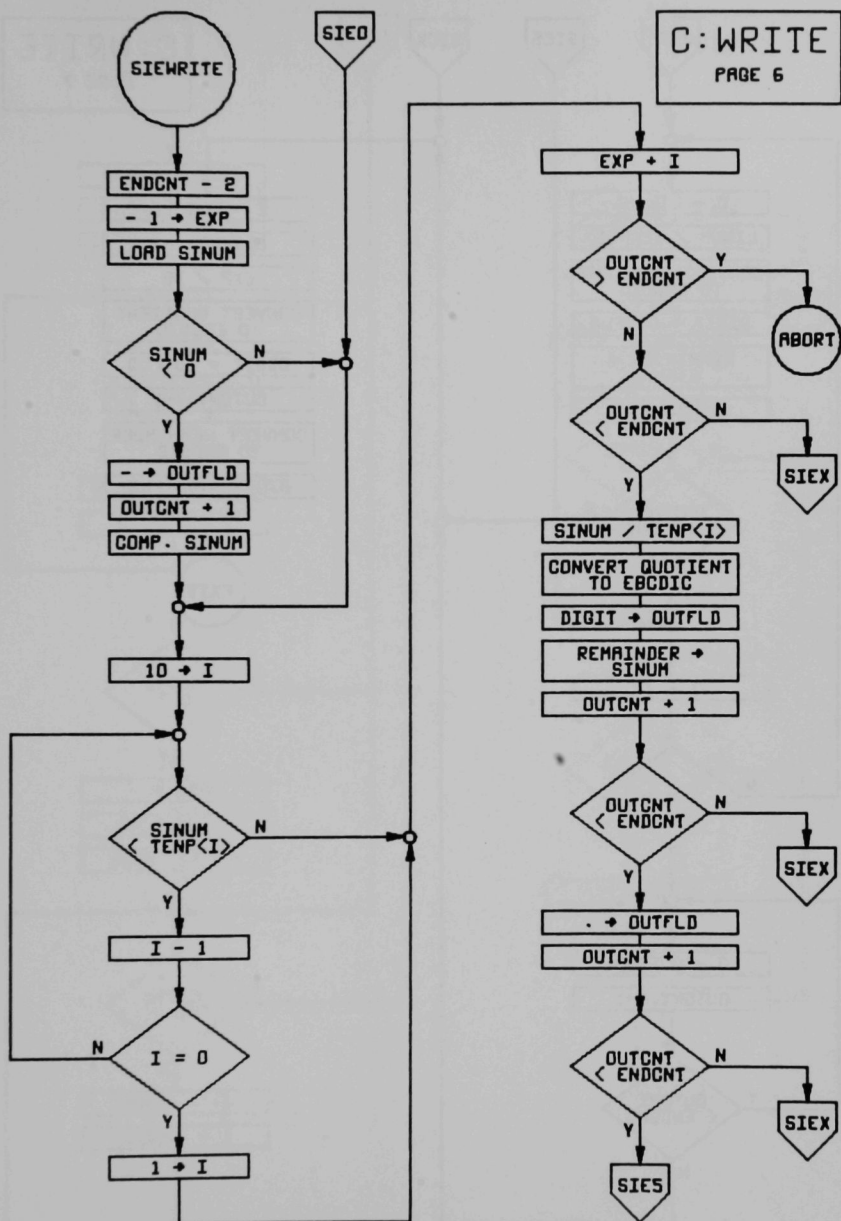 SIEWRITE
SIEO
C:WRITE
PAGE 6
ENDCNT - 2
- 1 → EXP
LOAD SINUM
SINUM
< 0
N
Y
- → OUTFLD
OUTCNT + 1
COMP. SINUM
10 → I
SINUM
< TENP<I>
N
Y
I - 1
I = 0
N
Y
1 → I
EXP + I
OUTCNT
> ENDCNT
Y
N
ABORT
OUTCNT
< ENDCNT
N
Y
SIEX
SINUM / TENP<I>
CONVERT QUOTIENT
TO EBCDIC
DIGIT → OUTFLD
REMAINDER →
SINUM
OUTCNT + 1
OUTCNT
< ENDCNT
N
Y
SIEX
. → OUTFLD
OUTCNT + 1
OUTCNT
< ENDCNT
N
Y
SIEX
SIE5